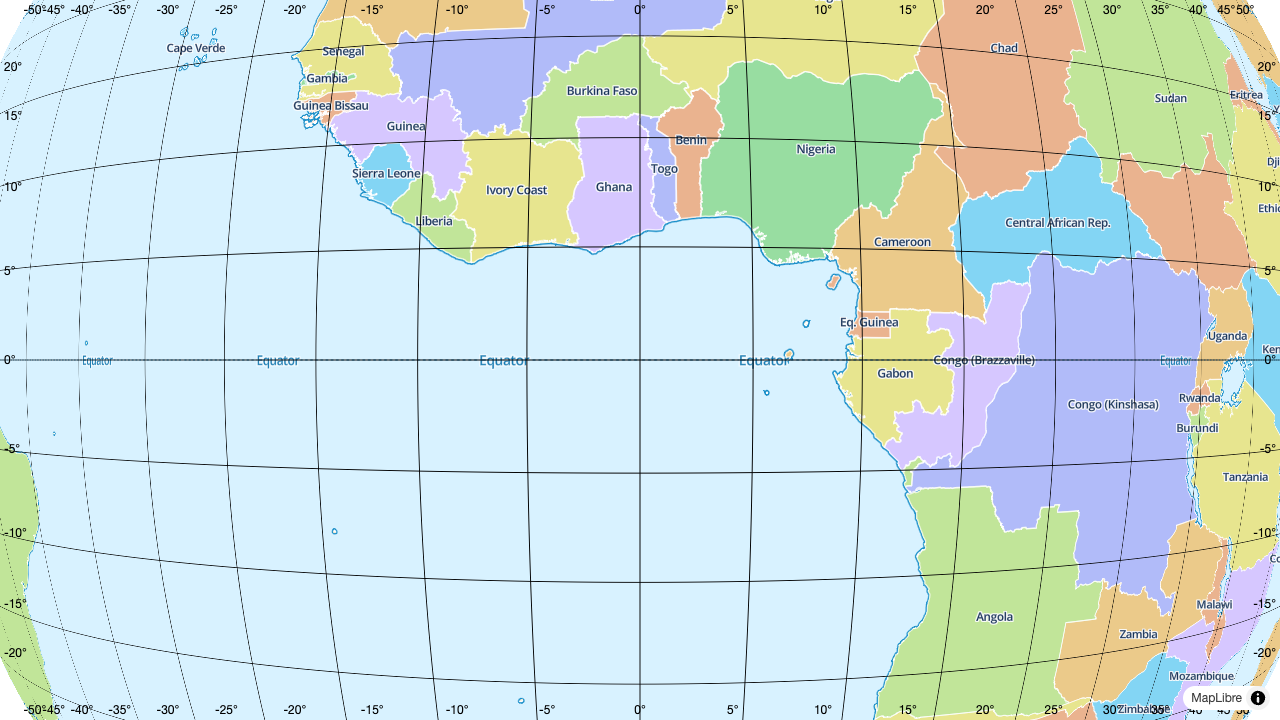 -50° -45° -40° -35° -30° -25° -20° -15° -10° -5° 0° 5° 10° 15° 20° 25° 30° 35° 40° 45° 50°
Cape Verde
Senegal
Chad
20° 20°
Gambia
Burkina Faso
Sudan
Eritrea
Guinea Bissau
15° 15°
Guinea
Benin
Nigeria
Togo
Sierra Leone
10° 10°
Ivory Coast
Ghana
Liberia
Central African Rep.
Cameroon
5° 5°
Eq. Guinea
Uganda
0° Equator Equator Equator Equator Congo (Brazzaville) Equator 0°
Gabon
Rwanda
Congo (Kinshasa)
Burundi
-5° -5°
Tanzania
-10° -10°
-15° Malawi -15°
Angola
Zambia
-20° -20°
Mozambique
MapLibre
Zimbabwe
-50° -45° -40° -35° -30° -25° -20° -15° -10° -5° 0° 5° 10° 15° 20° 25° 30° 35° 40° 45° 50°